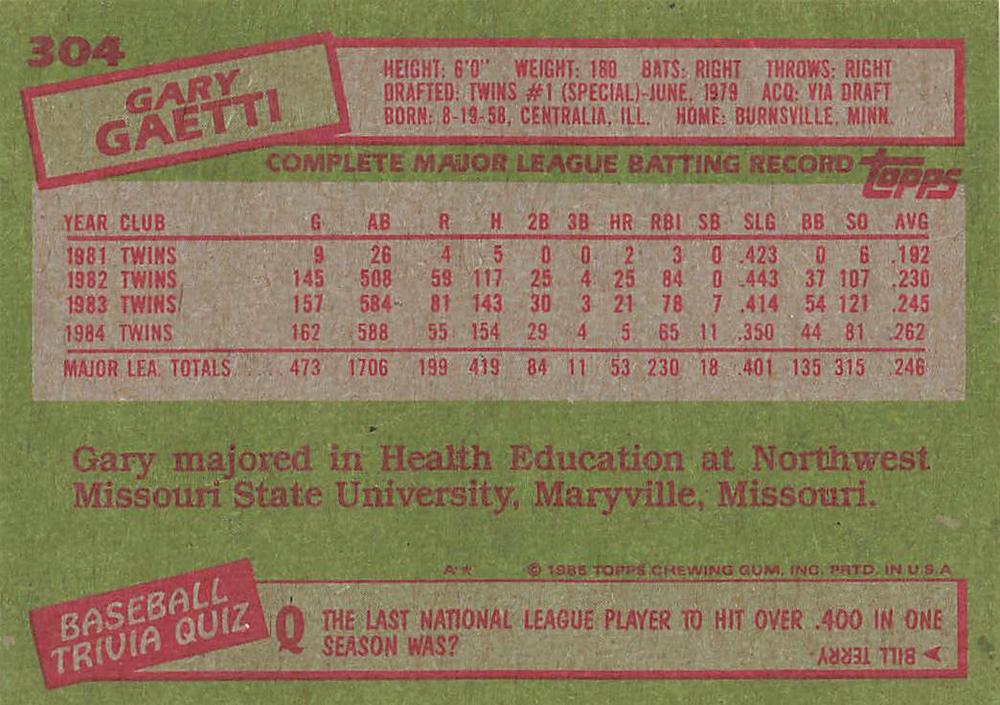 304
GARY
GAETTI
HEIGHT: 6'0" WEIGHT: 180 BATS: RIGHT THROWS: RIGHT
DRAFTED: TWINS #1 (SPECIAL)-JUNE, 1979 ACQ: VIA DRAFT
BORN: 8-19-58, CENTRALIA, ILL. HOME: BURNSVILLE, MINN.
COMPLETE MAJOR LEAGUE BATTING RECORD
topps
YEAR CLUB G AB R H 2B 3B HR RBI SB SLG BB SO AVG
1981 TWINS 9 26 4 5 0 0 2 3 0 .423 0 6 .192
1982 TWINS 145 508 59 117 25 4 25 84 0 .443 37 107 .230
1983 TWINS 157 584 81 143 30 3 21 78 7 .414 54 121 .245
1984 TWINS 162 588 55 154 29 4 5 65 11 .350 44 81 .262
MAJOR LEA. TOTALS 473 1706 199 419 84 11 53 230 18 .401 135 315 .246
Gary majored in Health Education at Northwest
Missouri State University, Maryville, Missouri.
A**
© 1985 TOPPS CHEWING GUM, INC. PRTD. IN U.S.A
BASEBALL
TRIVIA QUIZ
Q THE LAST NATIONAL LEAGUE PLAYER TO HIT OVER .400 IN ONE
SEASON WAS?
BILL TERRY